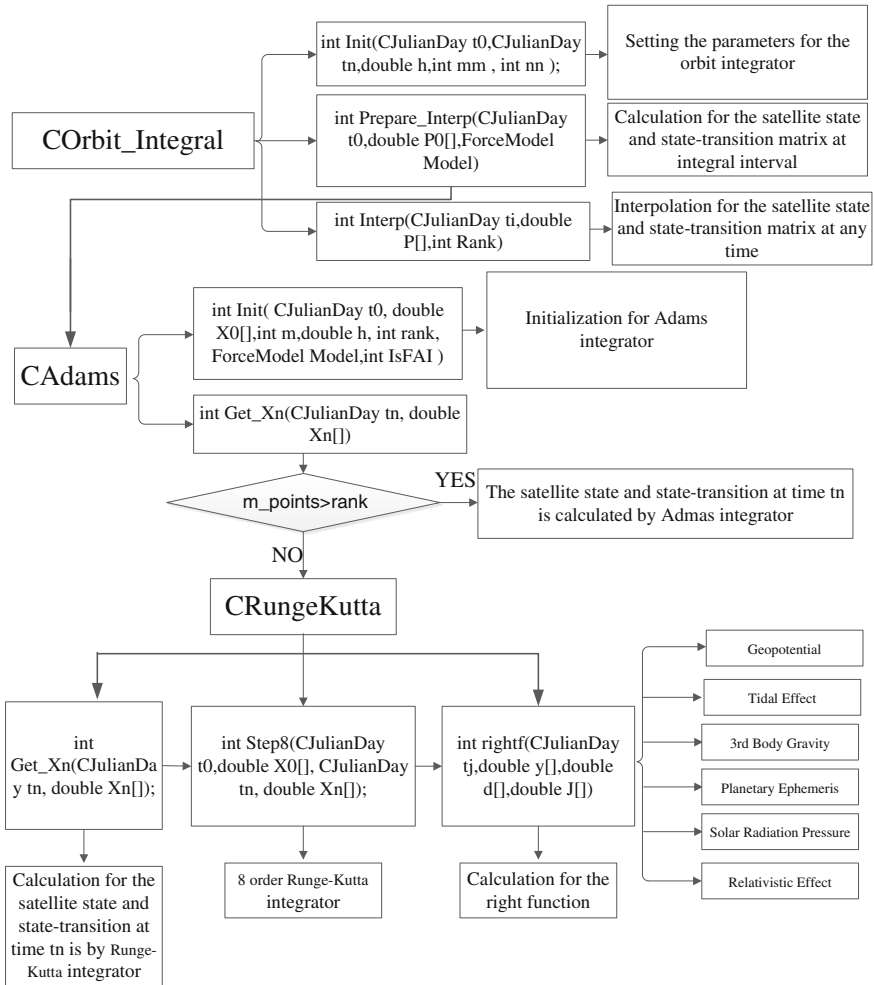 int Init(CJulianDay t0,CJulianDay
tn,double h,int mm , int nn );
Setting the parameters for the
orbit integrator
COrbit_Integral
int Prepare_Interp(CJulianDay
t0,double P0[],ForceModel
Model)
Calculation for the satellite state
and state-transition matrix at
integral interval
int Interp(CJulianDay ti,double
P[],int Rank)
Interpolation for the satellite state
and state-transition matrix at any
time
CAdams
int Init( CJulianDay t0, double
X0[],int m,double h, int rank,
ForceModel Model,int IsFAI )
Initialization for Adams
integrator
int Get_Xn(CJulianDay tn, double
Xn[])
m_points>rank
YES
The satellite state and state-transition at time tn
is calculated by Admas integrator
NO
CRungeKutta
int
Get_Xn(CJulianDa
y tn, double Xn[]);
int Step8(CJulianDay
t0,double X0[], CJulianDay
tn, double Xn[]);
int rightf(CJulianDay
tj,double y[],double
d[],double J[])
Geopotential
Tidal Effect
3rd Body Gravity
Planetary Ephemeris
Solar Radiation Pressure
Relativistic Effect
Calculation for the
satellite state and
state-transition at
time tn is by Runge-
Kutta integrator
8 order Runge-Kutta
integrator
Calculation for the
right function